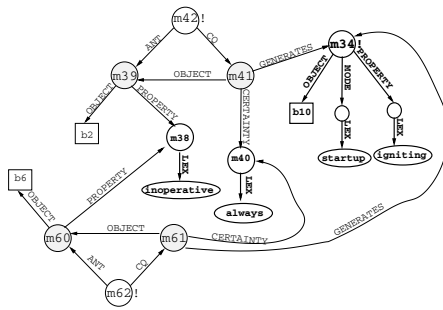 m42!
ANT
CQ
m39
OBJECT
m41
GENERATES
m34!
OBJECT
PROPERTY
CERTAINTY
OBJECT
MODE
PROPERTY
b2
m38
b10
LEX
LEX
LEX
m40
startup
igniting
inoperative
LEX
always
b6
OBJECT
PROPERTY
m60
OBJECT
m61
CERTAINTY
GENERATES
ANT
CQ
m62!